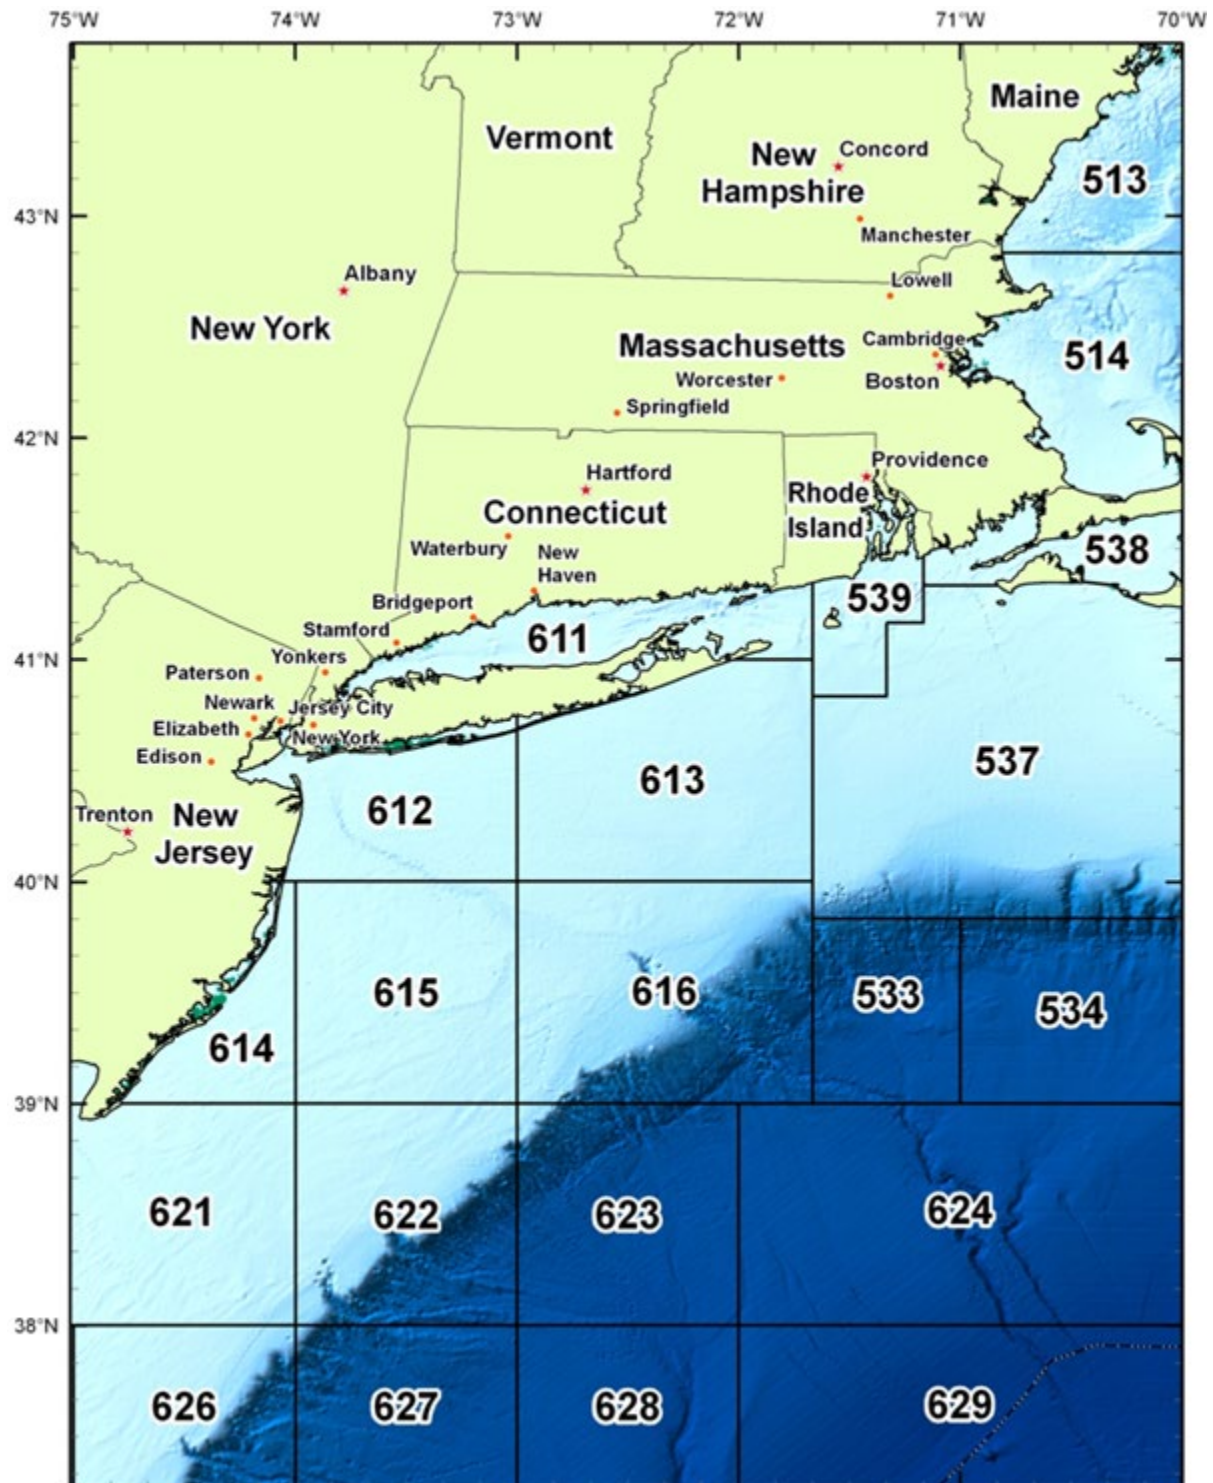 75°W 74°W 73°W 72°W 71°W 70°W
Maine
Vermont
New
Hampshire
Concord
513
43°N
Manchester
Albany
Lowell
New York
Massachusetts
Cambridge
514
Worcester
Boston
Springfield
42°N
Hartford
Providence
Connecticut
Rhode
Island
Waterbury
New
Haven
538
Bridgeport
539
Stamford
611
41°N
Yonkers
Paterson
Newark
Jersey City
Elizabeth
New York
Edison
537
613
612
Trenton
New
Jersey
40°N
615
616
533
534
614
39°N
621
622
623
624
38°N
626
627
628
629